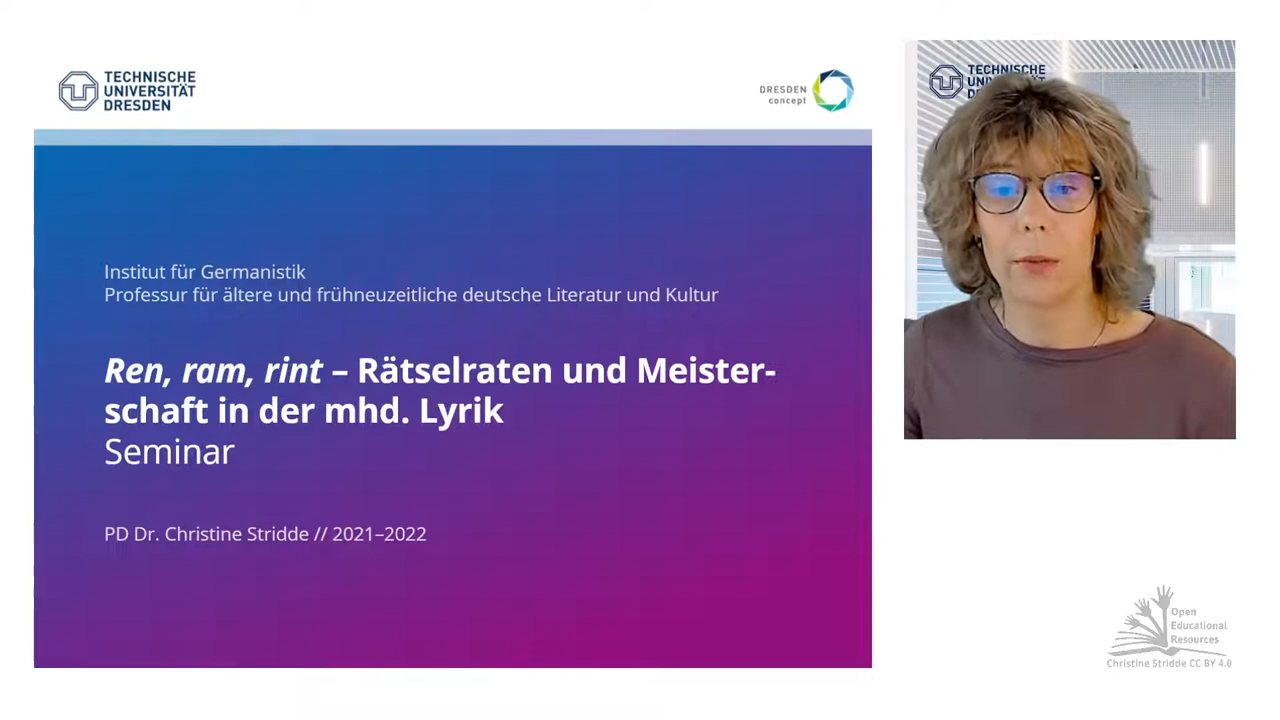 TECHNISCHE
UNIVERSITÄT
DRESDEN
DRESDEN
concept
Institut für Germanistik
Professur für ältere und frühneuzeitliche deutsche Literatur und Kultur
Ren, ram, rint – Rätselraten und Meister-
schaft in der mhd. Lyrik
Seminar
PD Dr. Christine Stridde // 2021–2022
TECHNISCHE
Open
Educational
Resources
Christine Stridde CC BY 4.0